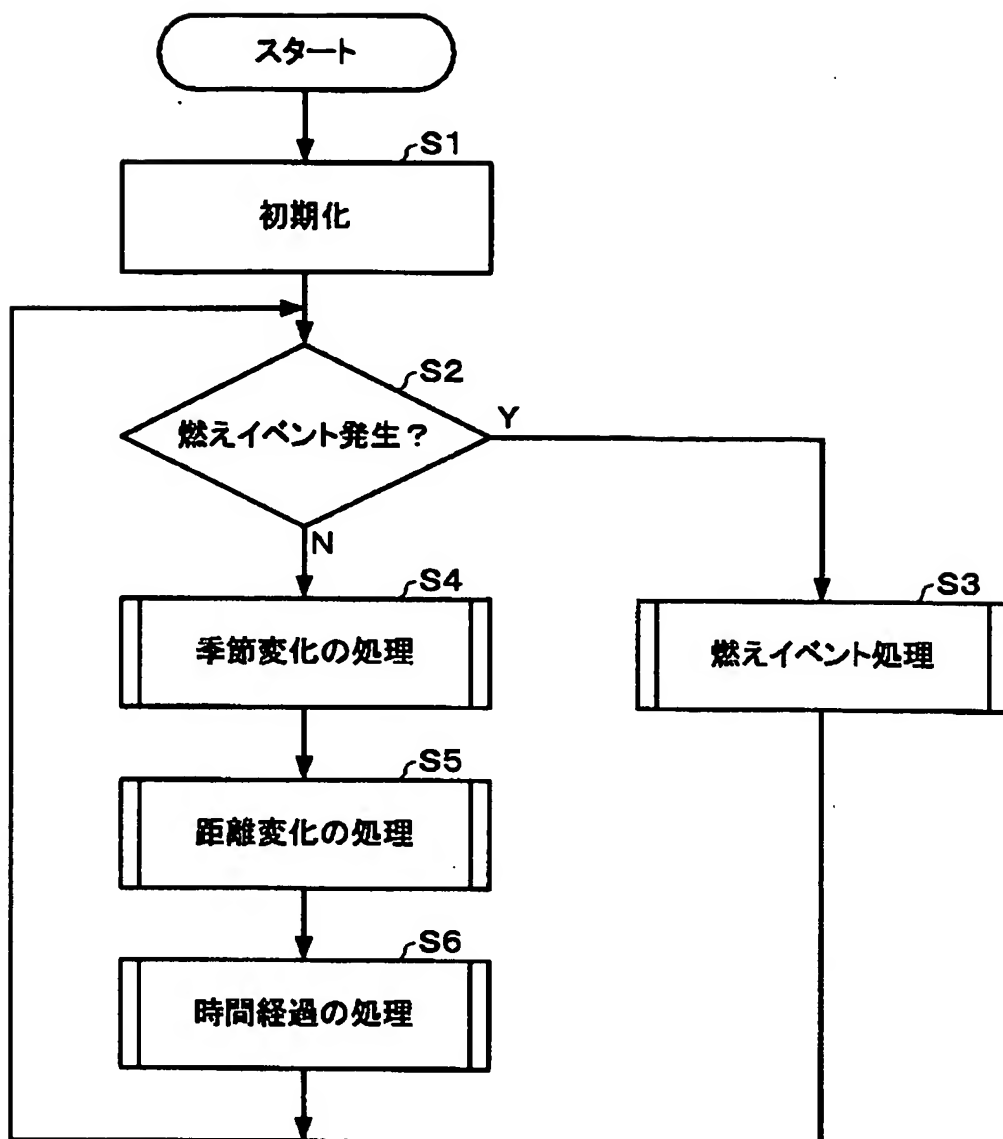 スタート
S1
初期化
S2
燃えイベント発生？
Y
N
S4
季節変化の処理
S3
燃えイベント処理
S5
距離変化の処理
S6
時間経過の処理